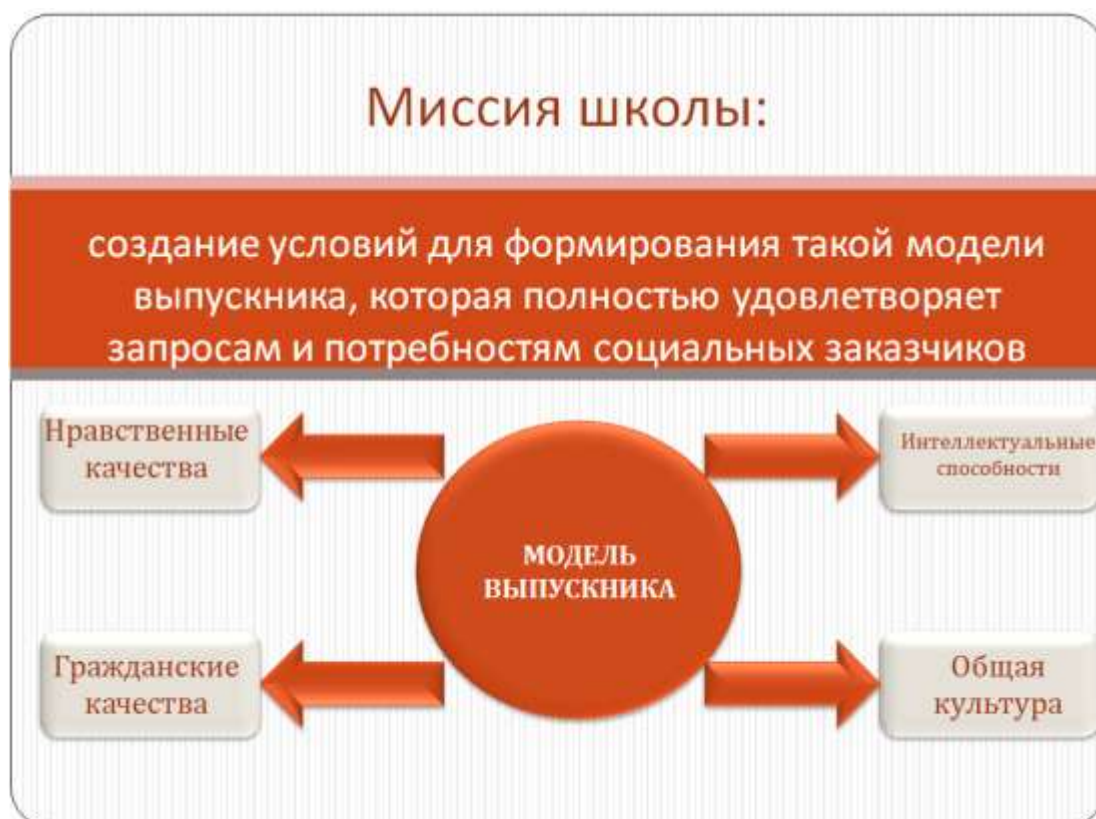 Миссия школы:
создание условий для формирования такой модели
выпускника, которая полностью удовлетворяет
запросам и потребностям социальных заказчиков
Нравственные
качества
Интеллектуальные
способности
МОДЕЛЬ
ВЫПУСКНИКА
Гражданские
качества
Общая
культура